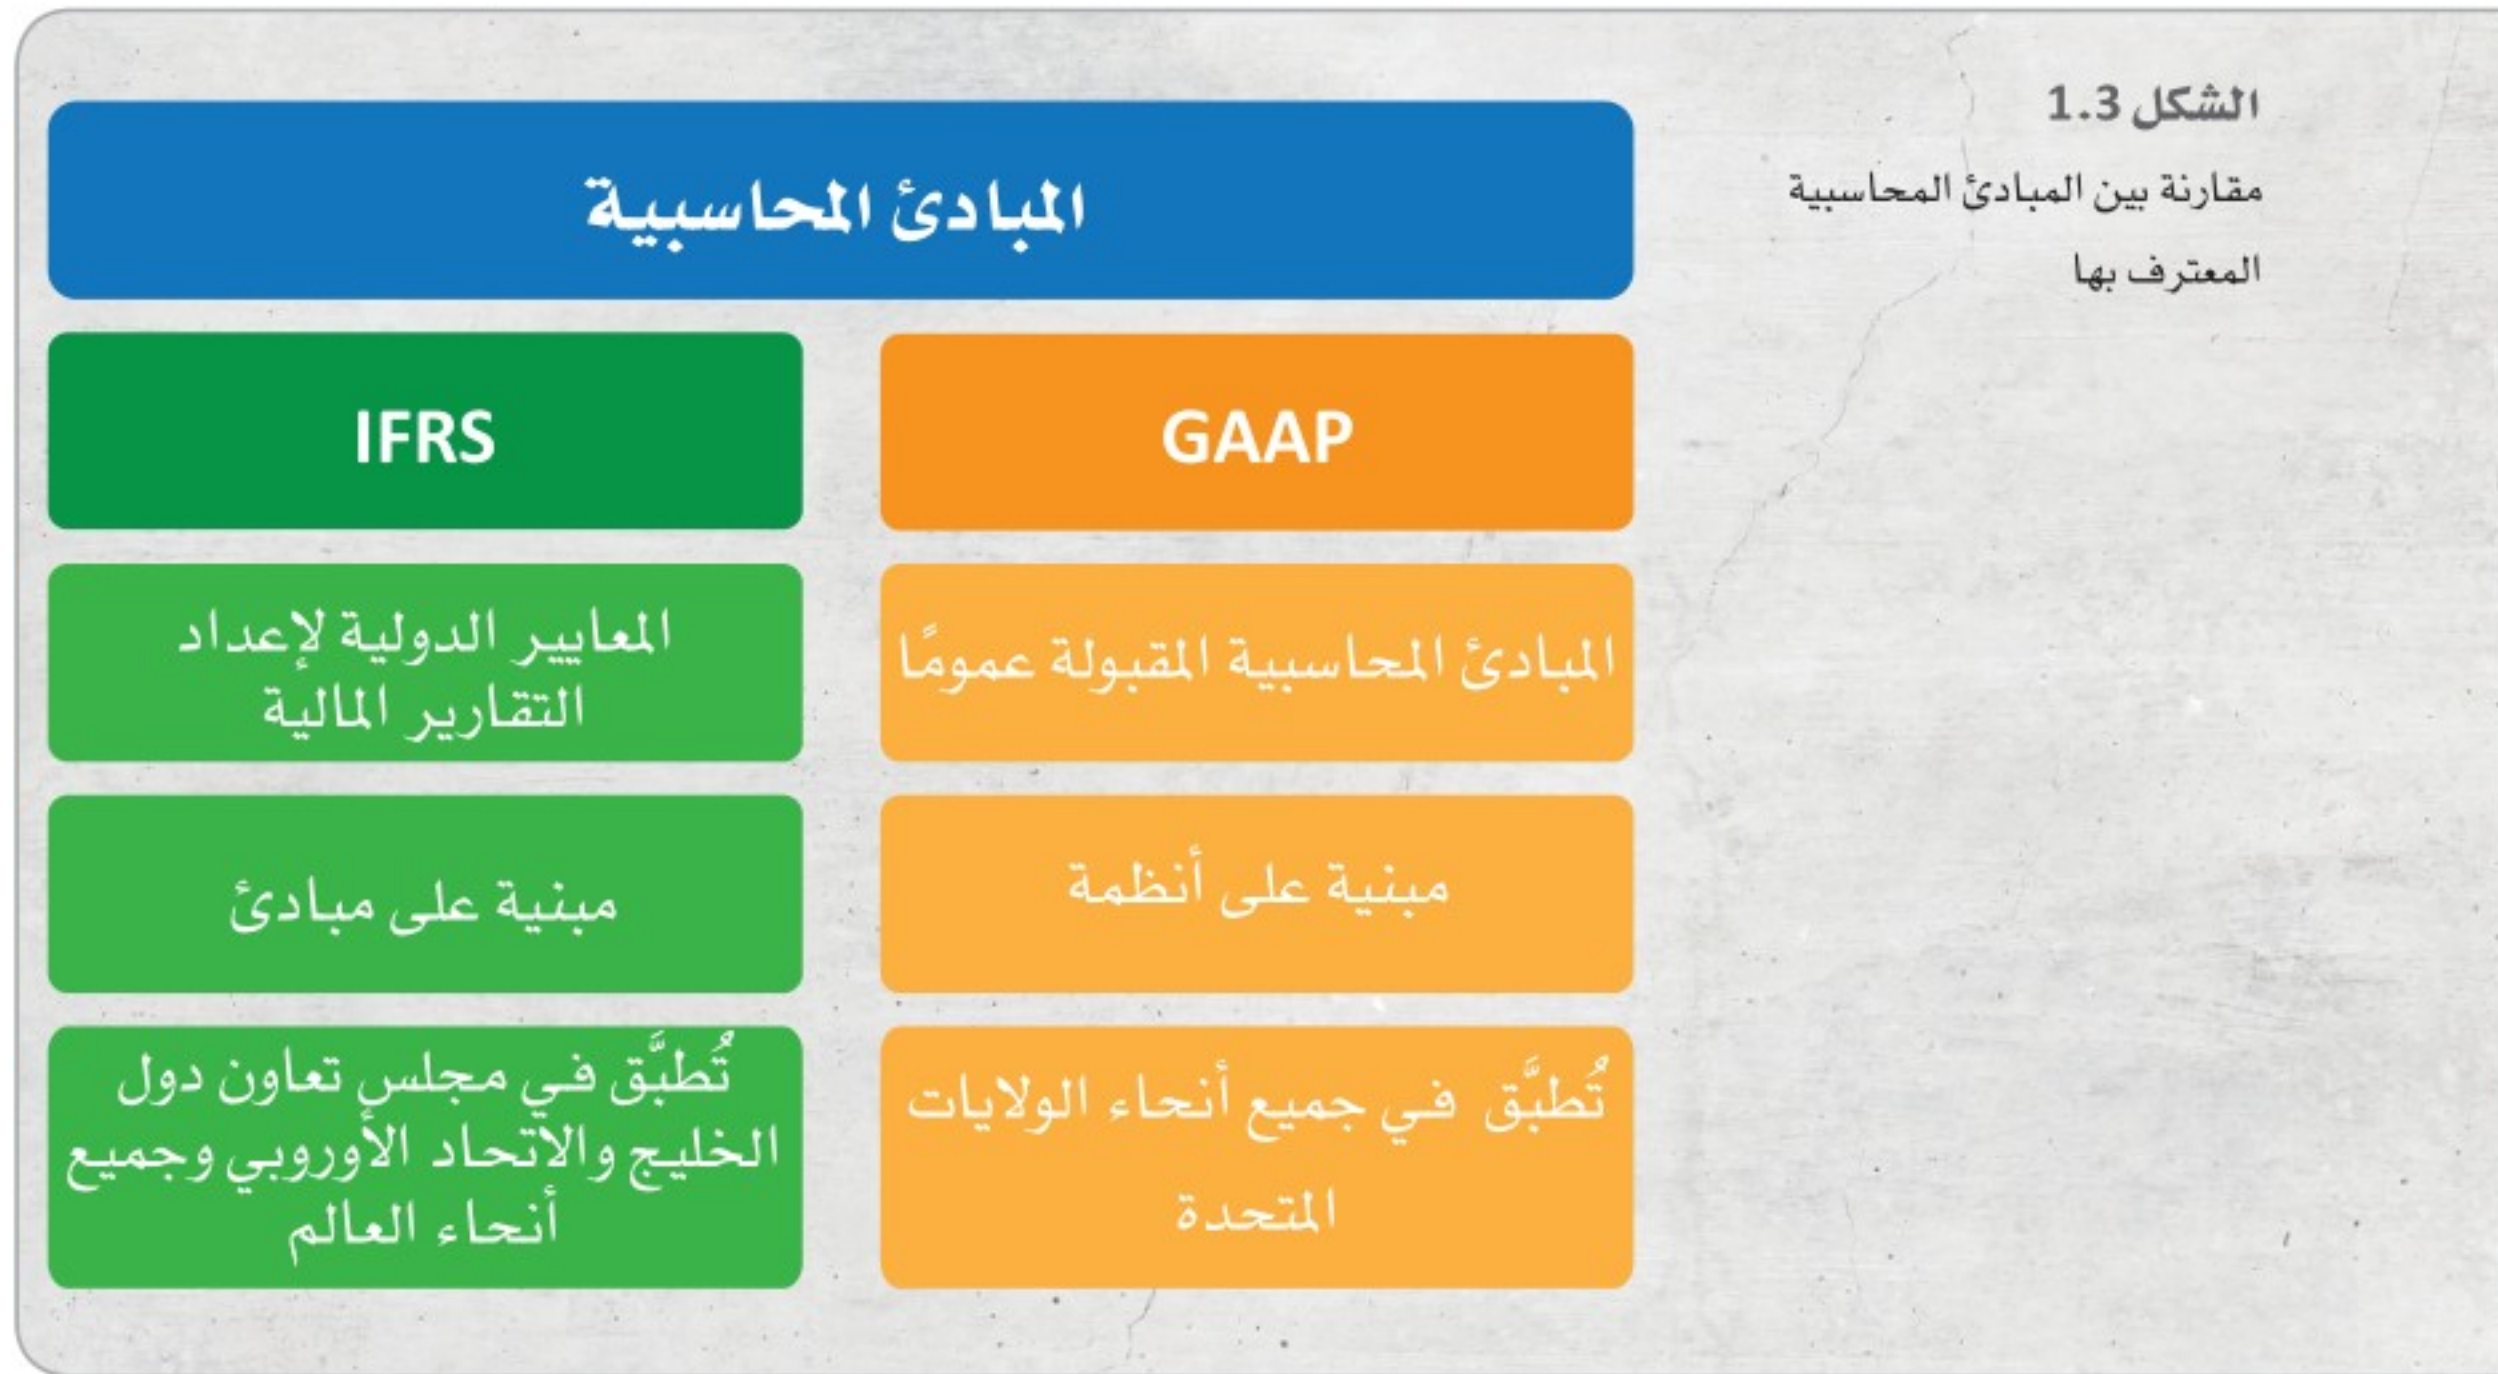 الشكل 1.3
مقارنة بين المبادئ المحاسبية
المعترف بها
المبادئ المحاسبية
GAAP
IFRS
المبادئ المحاسبية المقبولة عمومًا
المعايير الدولية لإعداد
التقارير المالية
مبنية على أنظمة
مبنية على مبادئ
تُطبَّق في جميع أنحاء الولايات
المتحدة
تُطبَّق في مجلس تعاون دول
الخليج والاتحاد الأوروبي وجميع
أنحاء العالم